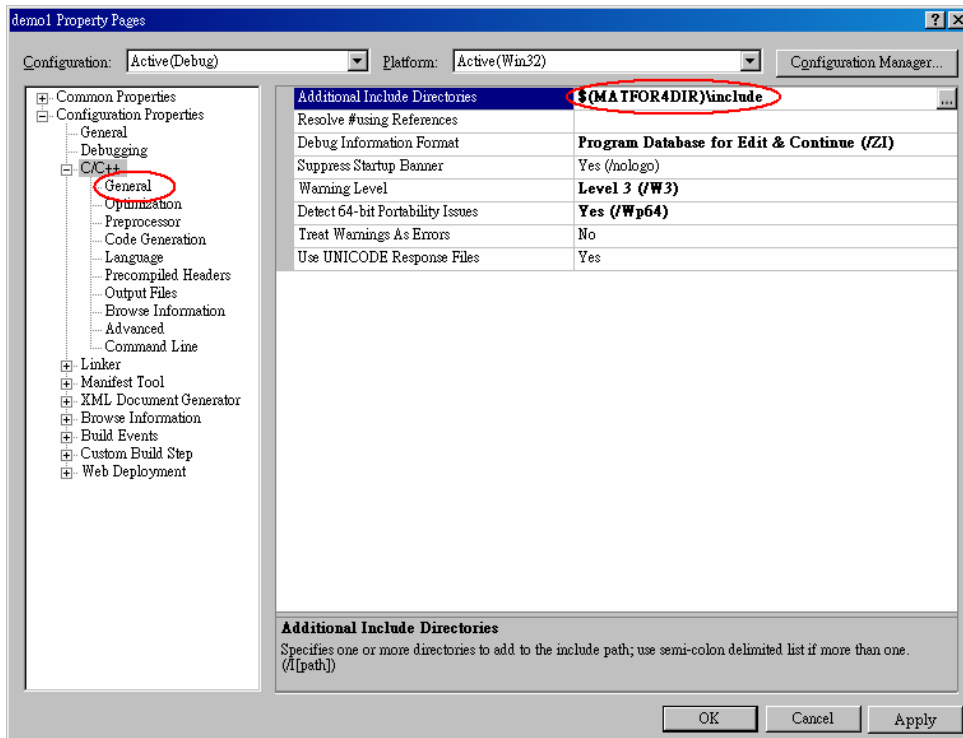 demo1 Property Pages
Configuration: Active(Debug) Platform: Active(Win32) Configuration Manager...
Common Properties
Configuration Properties
General
Debugging
C/C++
General
Optimization
Preprocessor
Code Generation
Language
Precompiled Headers
Output Files
Browse Information
Advanced
Command Line
Linker
Manifest Tool
XML Document Generator
Browse Information
Build Events
Custom Build Step
Web Deployment
Additional Include Directories $(MATFOR4DIR)\include ...
Resolve #using References
Debug Information Format Program Database for Edit & Continue (/ZI)
Suppress Startup Banner Yes (/nologo)
Warning Level Level 3 (/W3)
Detect 64-bit Portability Issues Yes (/Wp64)
Treat Warnings As Errors No
Use UNICODE Response Files Yes
Additional Include Directories
Specifies one or more directories to add to the include path; use semi-colon delimited list if more than one.
(/I[path])
OK Cancel Apply